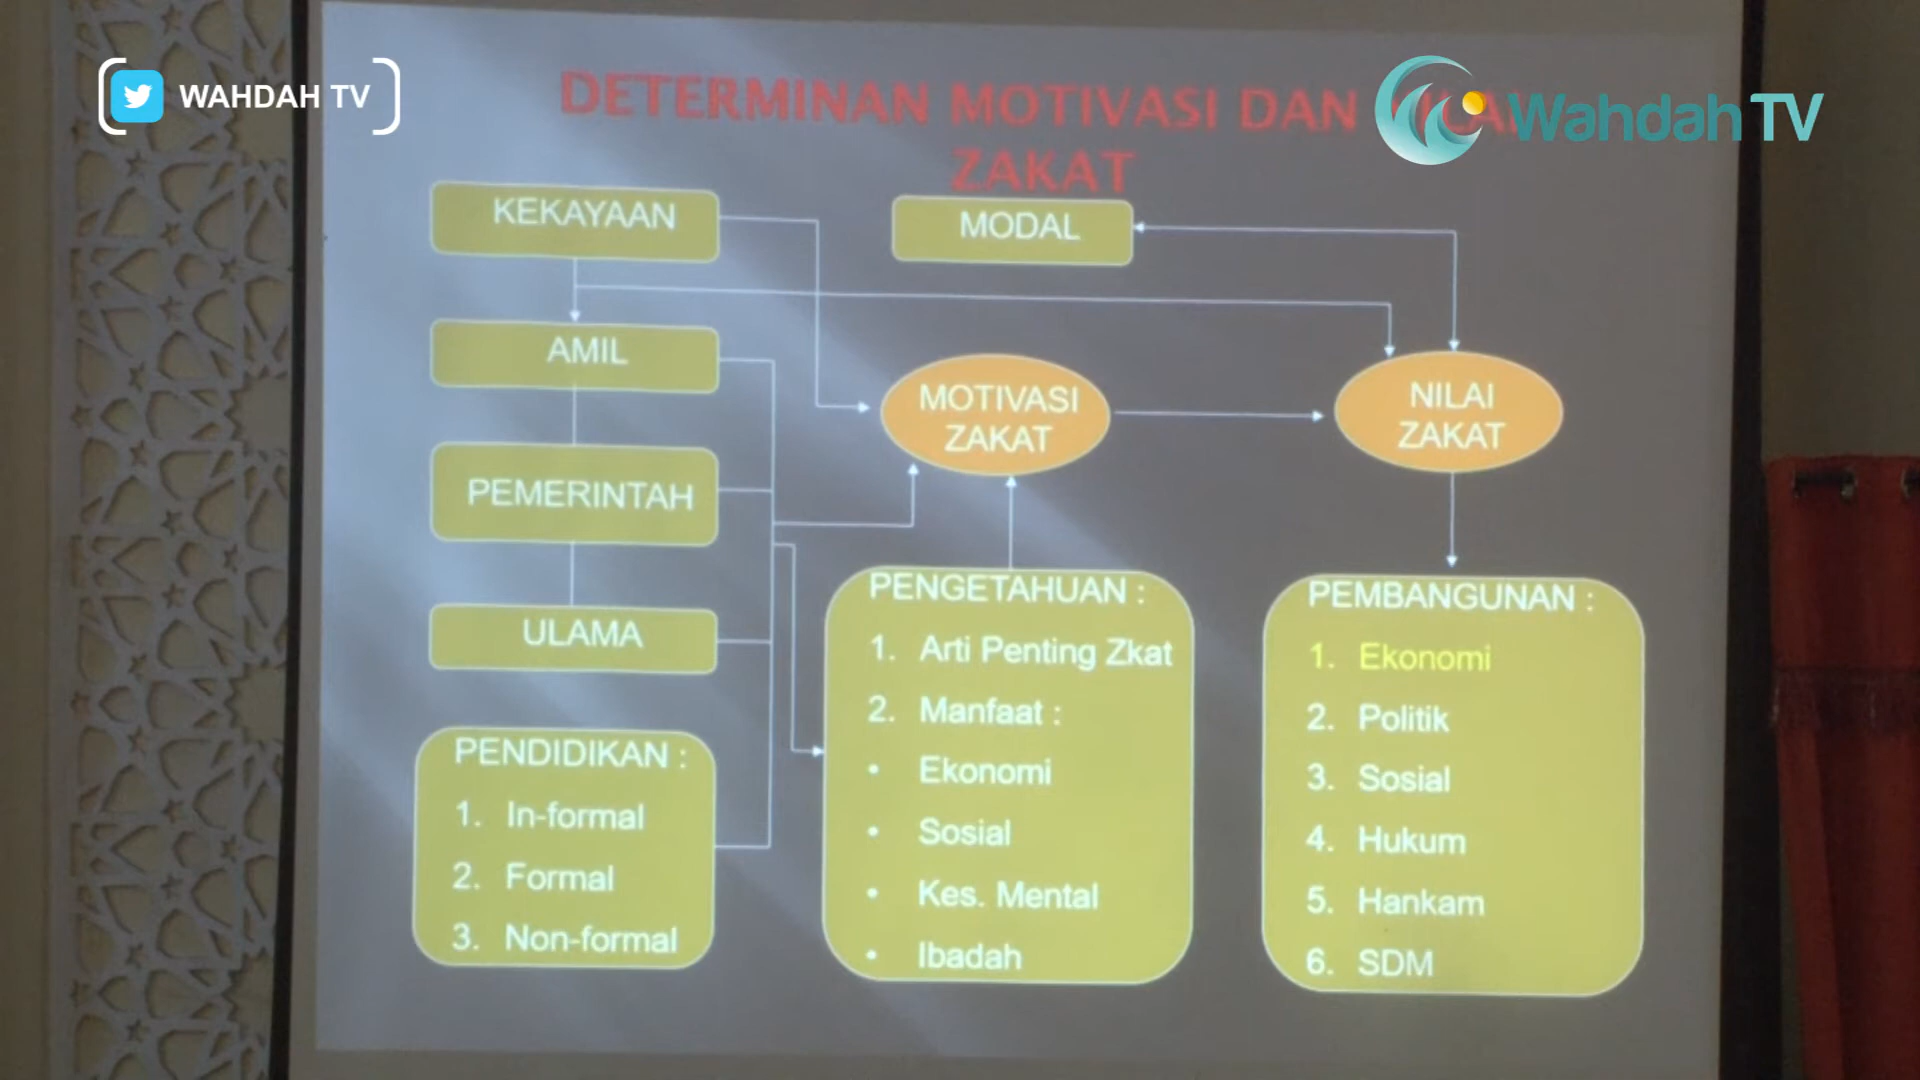 WAHDAH TV
Wahdah TV
DETERMINAN MOTIVASI DAN
ZAKAT
KEKAYAAN
MODAL
AMIL
MOTIVASI
ZAKAT
NILAI
ZAKAT
PEMERINTAH
ULAMA
PENDIDIKAN :
1. In-formal
2. Formal
3. Non-formal
PENGETAHUAN :
1. Arti Penting Zkat
2. Manfaat :
• Ekonomi
• Sosial
• Kes. Mental
• Ibadah
PEMBANGUNAN :
1. Ekonomi
2. Politik
3. Sosial
4. Hukum
5. Hankam
6. SDM